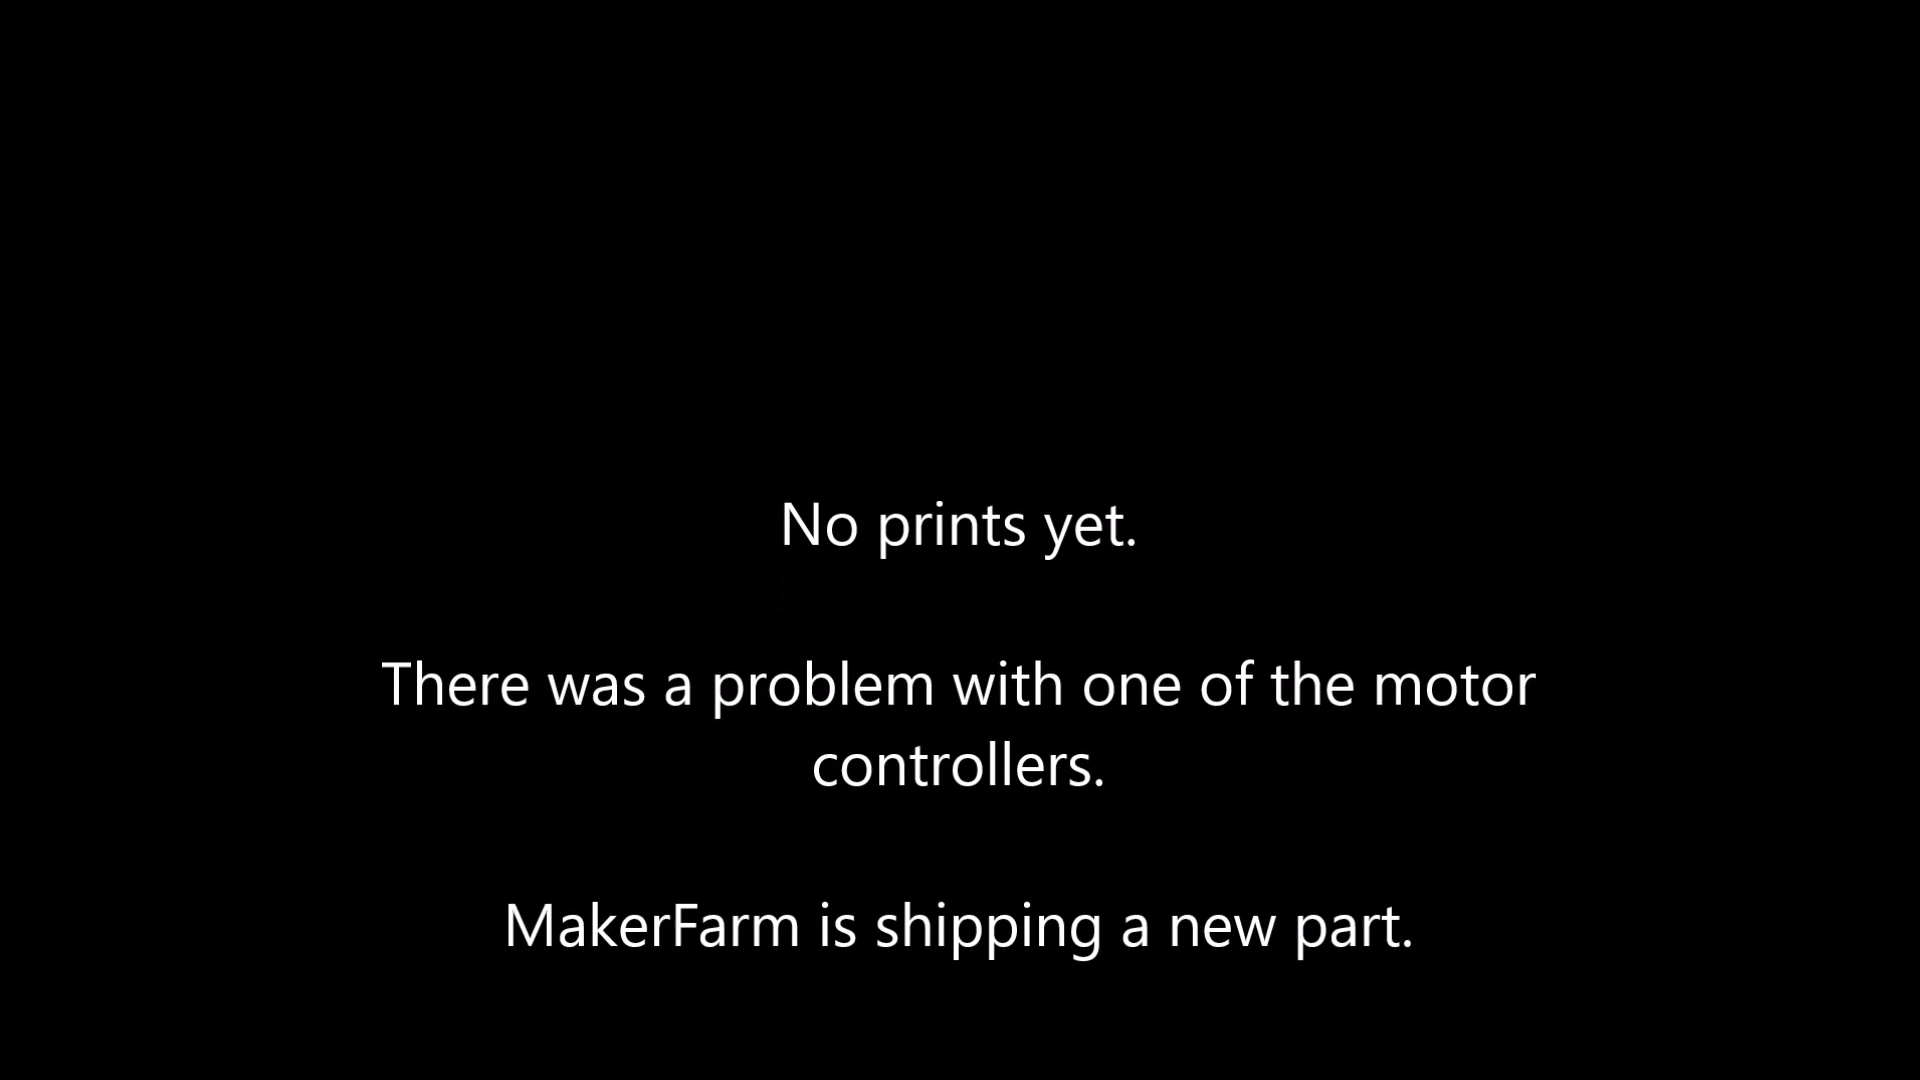 No prints yet.
There was a problem with one of the motor
controllers.
MakerFarm is shipping a new part.